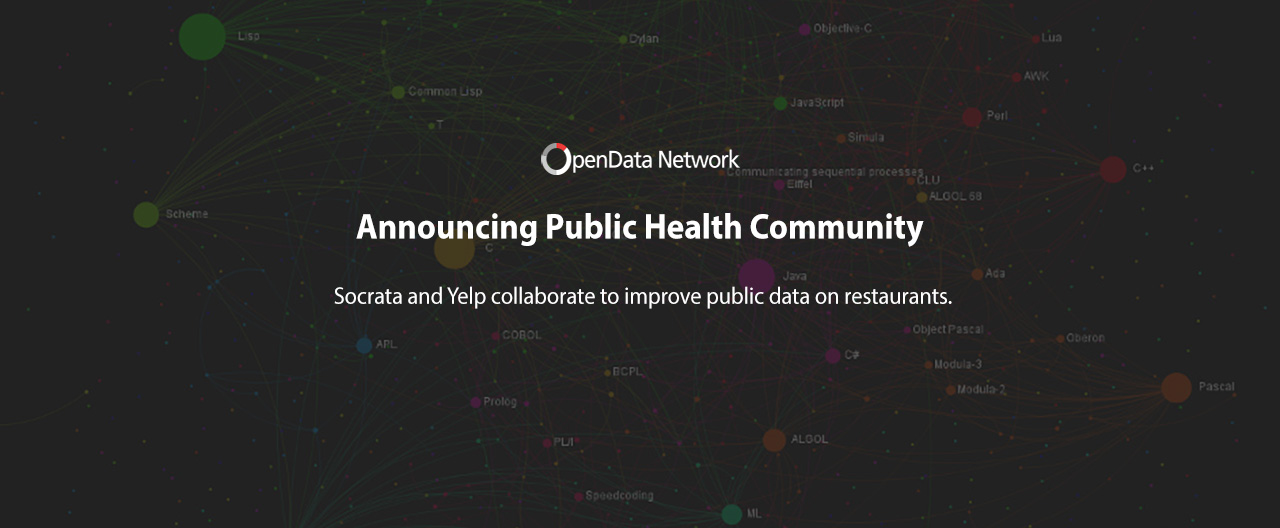 Lisp
Dylan
Objective-C
Lua
AWK
Common Lisp
JavaScript
Perl
T
Simula
OpenData Network
C++
Communicating sequential processes
CLU
Eiffel
ALGOL 68
Scheme
Announcing Public Health Community
C
Java
Ada
Socrata and Yelp collaborate to improve public data on restaurants.
Object Pascal
COBOL
Oberon
APL
C#
Modula-3
BCPL
Modula-2
Pascal
Prolog
PL/I
ALGOL
Speedcoding
ML